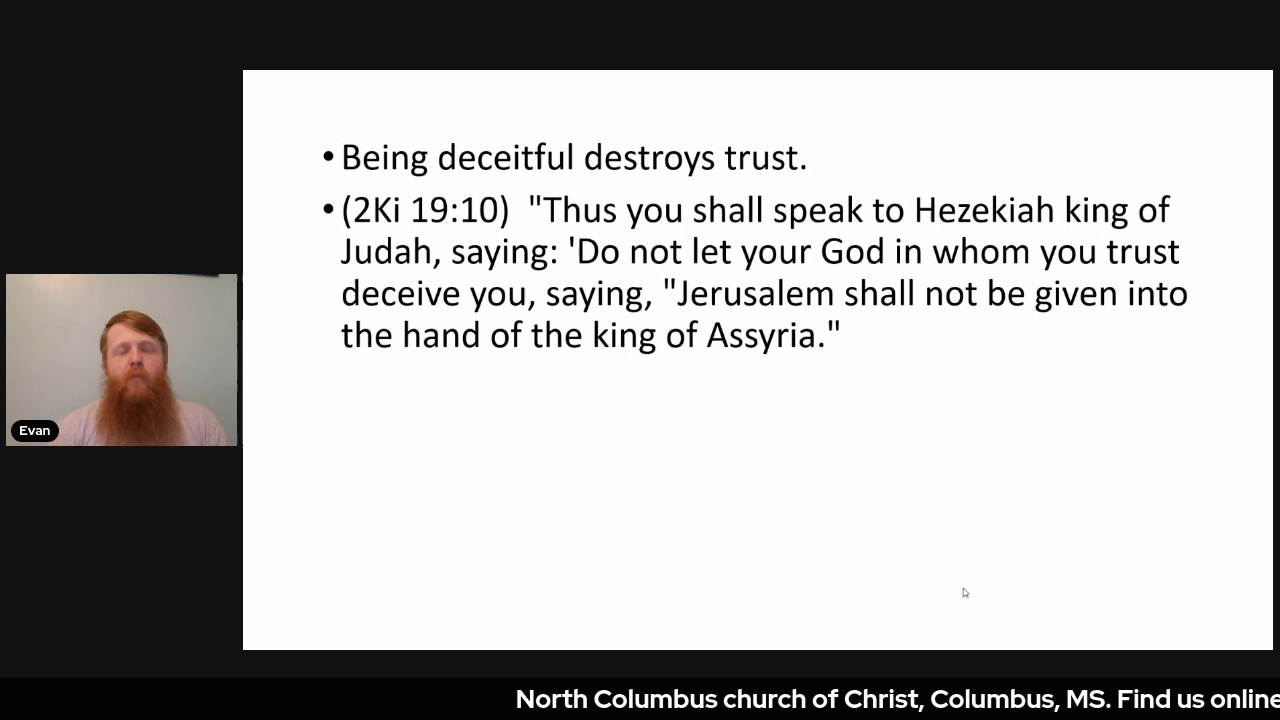 • Being deceitful destroys trust.
• (2Ki 19:10)  "Thus you shall speak to Hezekiah king of
Judah, saying: 'Do not let your God in whom you trust
deceive you, saying, "Jerusalem shall not be given into
the hand of the king of Assyria."
Evan
North Columbus church of Christ, Columbus, MS. Find us online